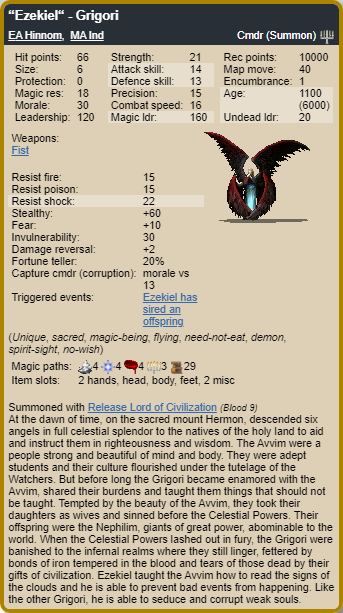 “Ezekiel“ - Grigori
EA Hinnom, MA Ind Cmdr (Summon)
Hit points: 66 Strength: 21 Rec points: 10000
Size: 6 Attack skill: 14 Map move: 40
Protection: 0 Defence skill: 13 Encumbrance: 1
Magic res: 18 Precision: 15 Age: 1100
Morale: 30 Combat speed: 16 (6000)
Leadership: 120 Magic ldr: 160 Undead ldr: 20
Weapons:
Fist
Resist fire: 15
Resist poison: 15
Resist shock: 22
Stealthy: +60
Fear: +10
Invulnerability: 30
Damage reversal: +2
Fortune teller: 20%
Capture cmdr (corruption): morale vs
13
Triggered events: Ezekiel has
sired an
offspring
(Unique, sacred, magic-being, flying, need-not-eat, demon,
spirit-sight, no-wish)
Magic paths: 4 4 4 3 29
Item slots: 2 hands, head, body, feet, 2 misc
Summoned with Release Lord of Civilization (Blood 9)
At the dawn of time, on the sacred mount Hermon, descended six
angels in full celestial splendor to the natives of the holy land to aid
and instruct them in righteousness and wisdom. The Avvim were a
people strong and beautiful of mind and body. They were adept
students and their culture flourished under the tutelage of the
Watchers. But before long the Grigori became enamored with the
Avvim, shared their burdens and taught them things that should not
be taught. Tempted by the beauty of the Avvim, they took their
daughters as wives and sinned before the Celestial Powers. Their
offspring were the Nephilim, giants of great power, abominable to the
world. When the Celestial Powers lashed out in fury, the Grigori were
banished to the infernal realms where they still linger, fettered by
bonds of iron tempered in the blood and tears of those dead by their
gifts of civilization. Ezekiel taught the Avvim how to read the signs of
the clouds and he is able to prevent bad events from happening. Like
the other Grigori, he is able to seduce and corrupt weak souls.